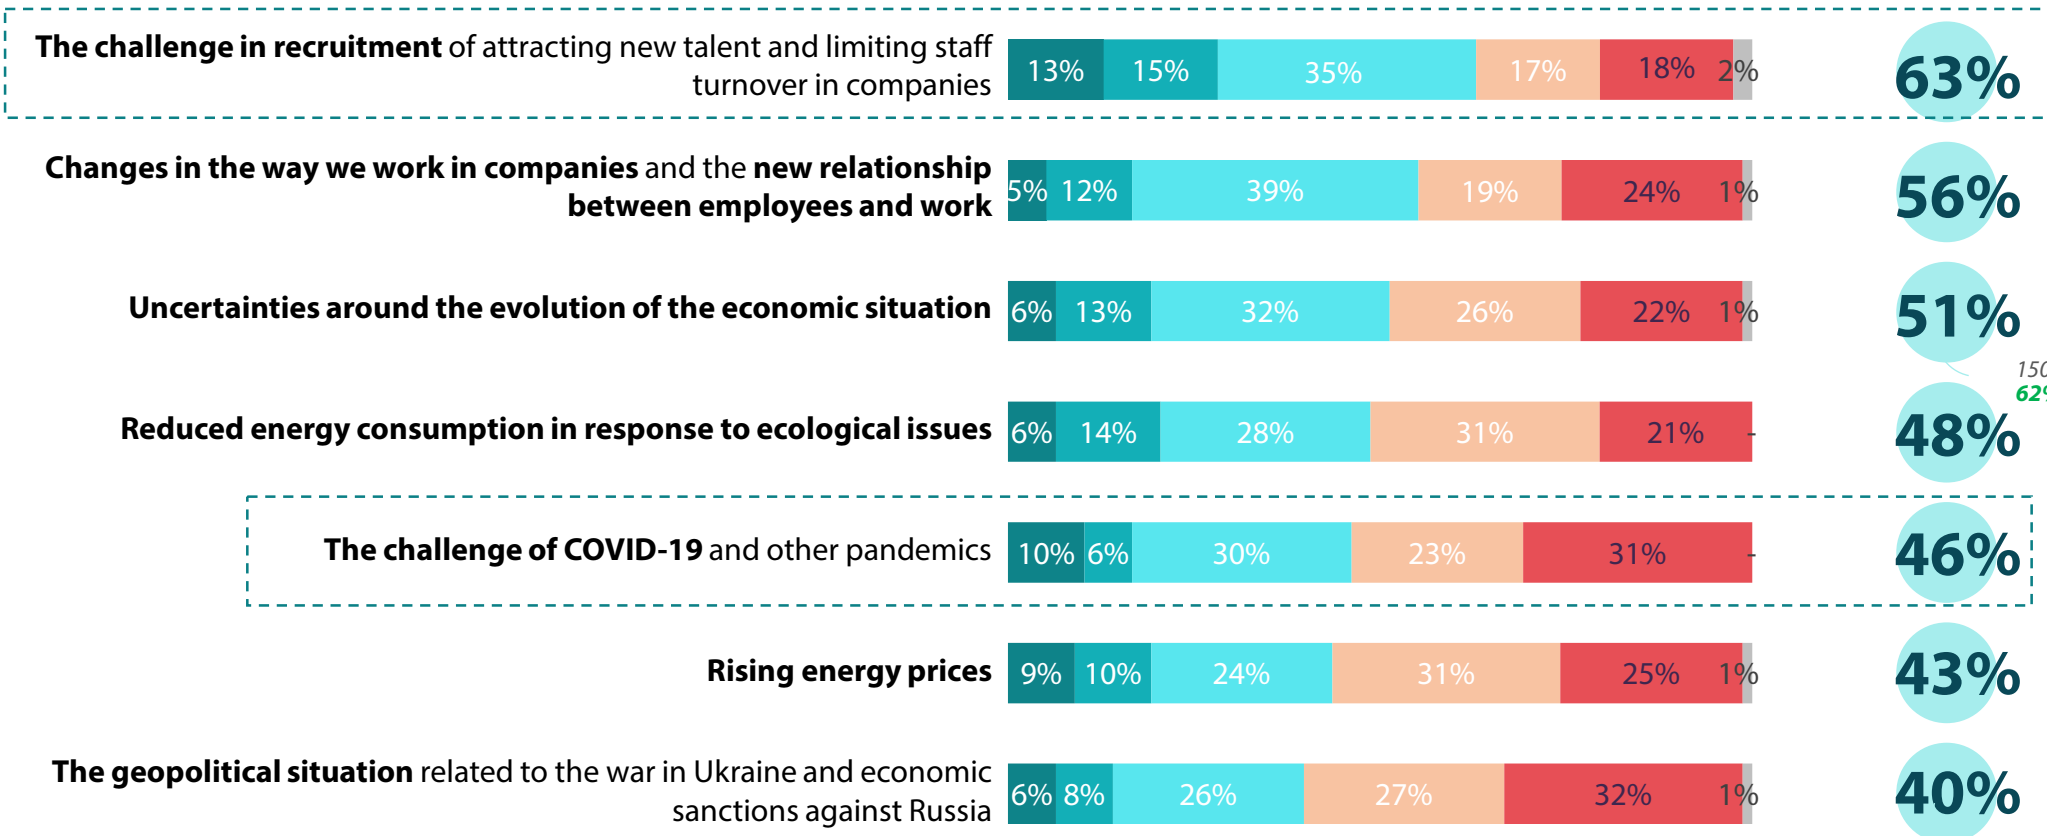 The challenge in recruitment of attracting new talent and limiting staff
turnover in companies
13% 15% 35% 17% 18% 2%
63%
Changes in the way we work in companies and the new relationship
between employees and work
5% 12% 39% 19% 24% 1%
56%
Uncertainties around the evolution of the economic situation
6% 13% 32% 26% 22% 1%
51%
150
62%
Reduced energy consumption in response to ecological issues
6% 14% 28% 31% 21% -
48%
The challenge of COVID-19 and other pandemics
10% 6% 30% 23% 31% -
46%
Rising energy prices
9% 10% 24% 31% 25% 1%
43%
The geopolitical situation related to the war in Ukraine and economic
sanctions against Russia
6% 8% 26% 27% 32% 1%
40%